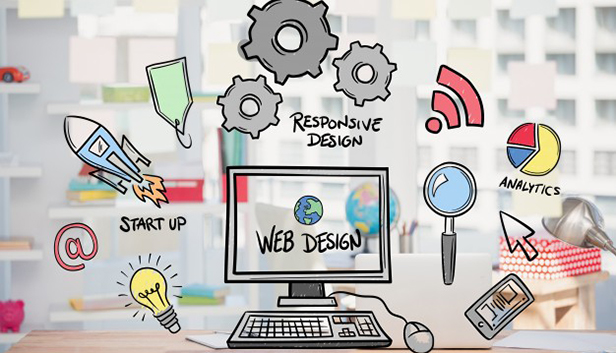 RESPONSIVE
DESIGN
ANALYTICS
START UP
@
WEB DESIGN